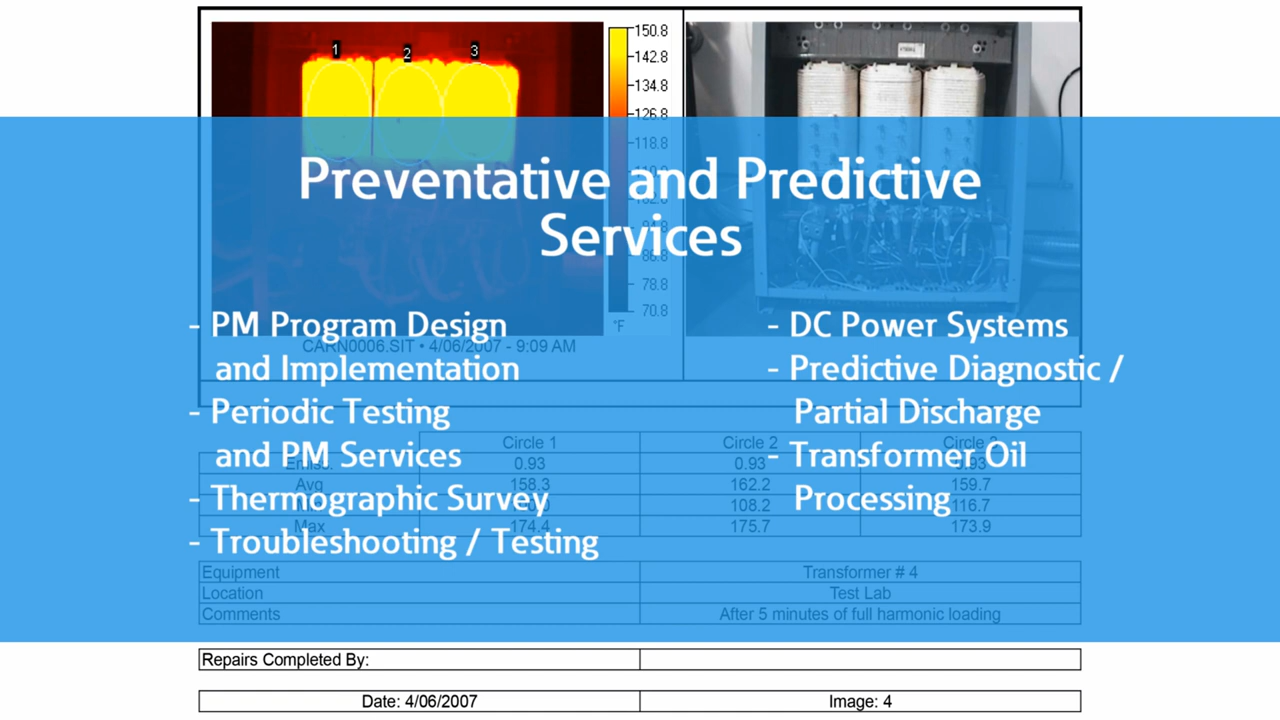 150.8
142.8
134.8
126.8
118.8
86.8
78.8
70.8
°F
1
2
3
Preventative and Predictive
Services
- PM Program Design
and Implementation
- Periodic Testing
and PM Services
- Thermographic Survey
- Troubleshooting / Testing
- DC Power Systems
- Predictive Diagnostic /
Partial Discharge
- Transformer Oil
Processing
CARN0006.SIT • 4/06/2007 - 9:09 AM
Circle 1 Circle 2 Circle
Emiss. 0.93 0.93 .93
Avg 158.3 162.2 159.7
108.2 116.7
Max 174.4 175.7 173.9
Equipment Transformer # 4
Location Test Lab
Comments After 5 minutes of full harmonic loading
Repairs Completed By:
Date: 4/06/2007 Image: 4